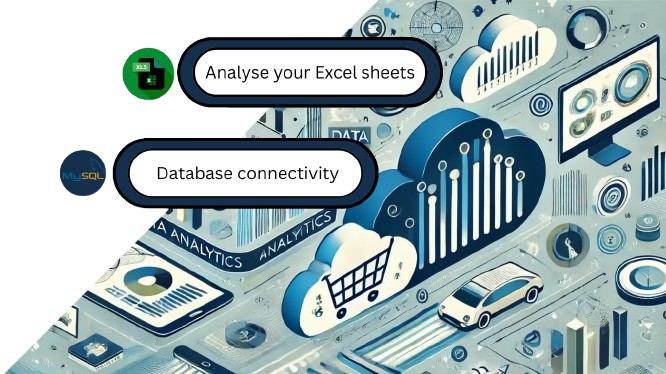 XLS
Analyse your Excel sheets
DATA
MySQL
Database connectivity
A ANALYTICS
ANALYTICS